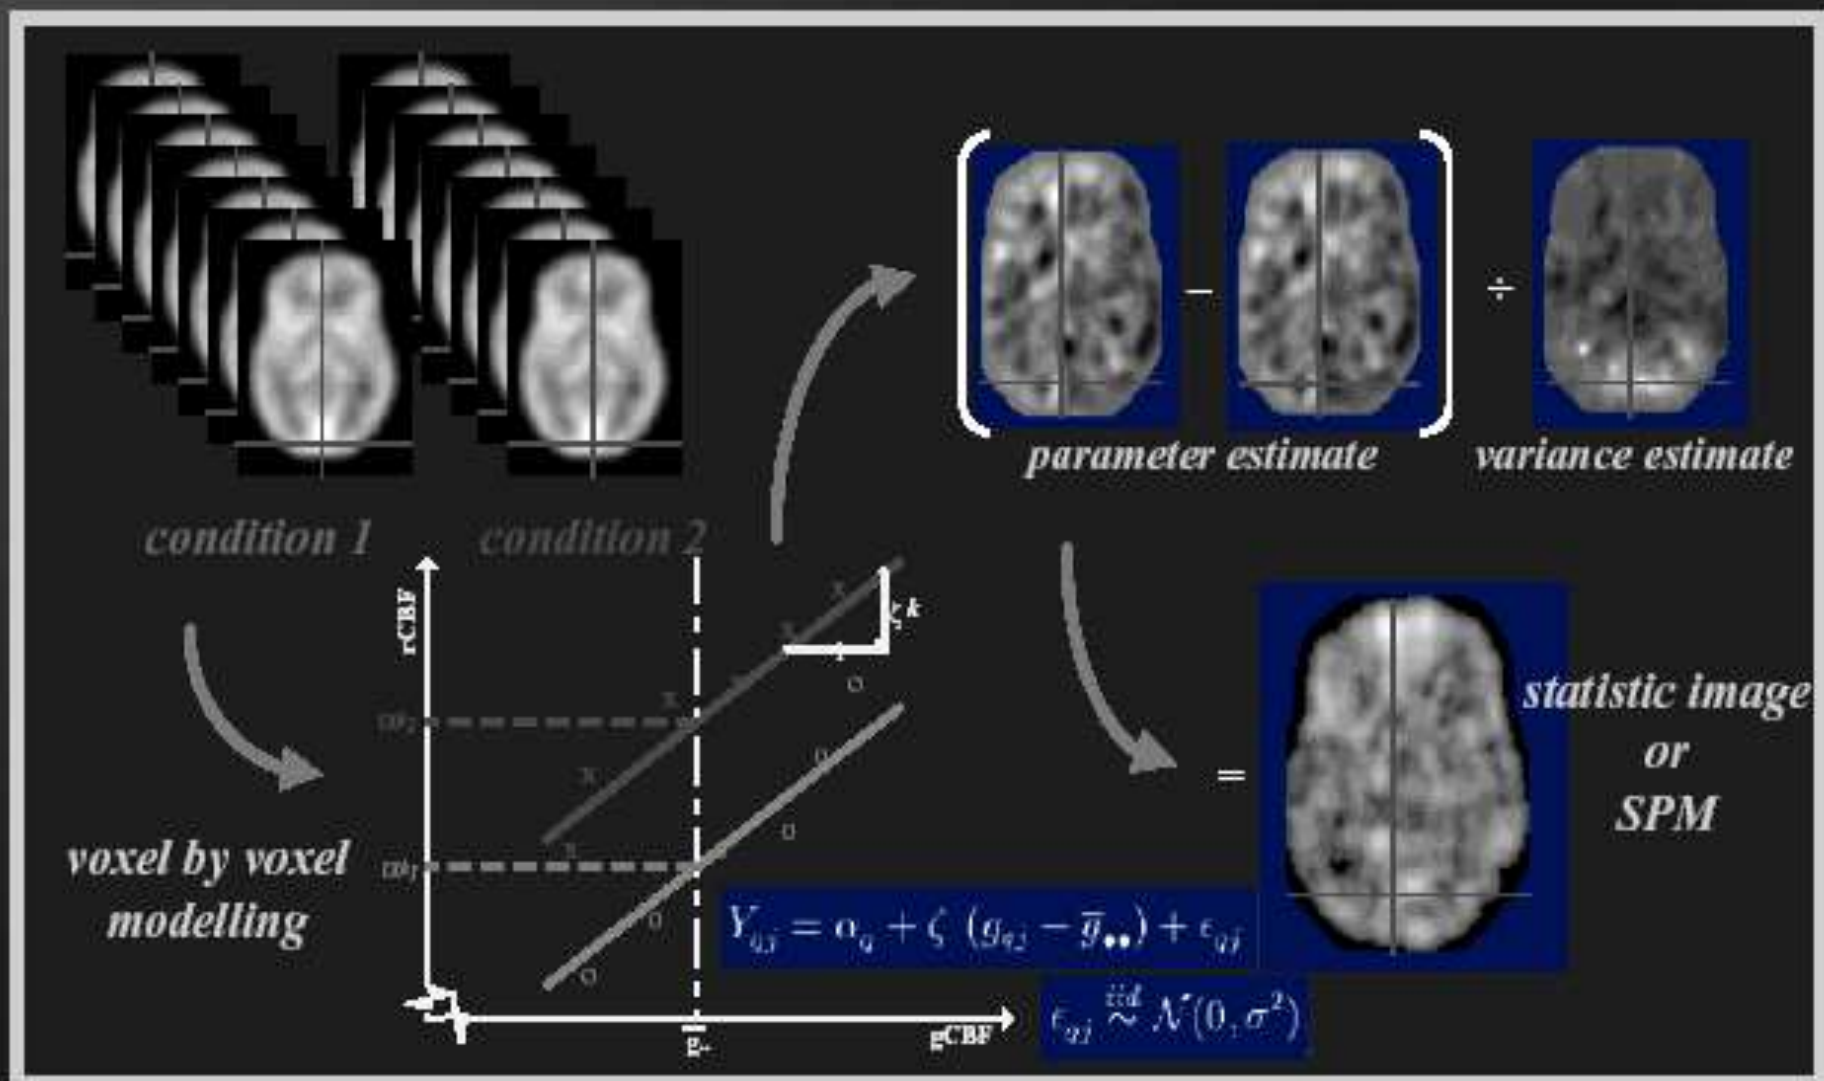 condition 1
condition 2
parameter estimate
variance estimate
−
÷
rCBF
ζ k
1
x
o
voxel by voxel
modelling
=
statistic image
or
SPM
Y_qj = α_q + ζ (g_qj − g̅_••) + ϵ_qj
ϵ_qj iid ~ N(0, σ²)
gCBF